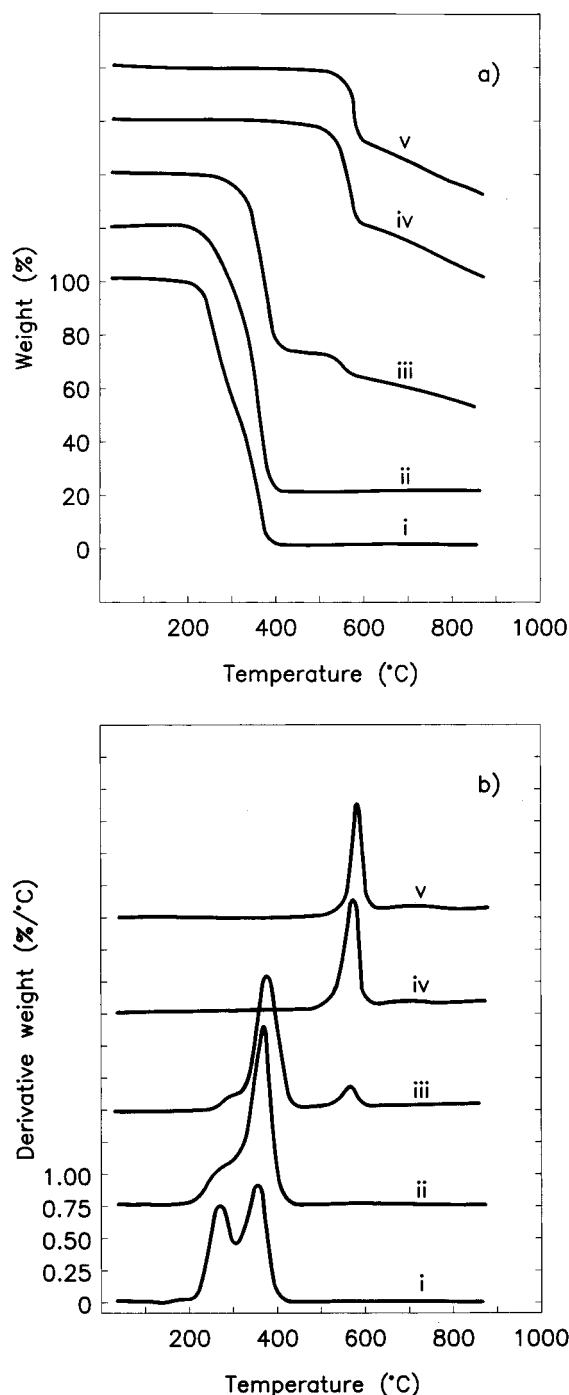 a)
v
iv
iii
ii
i
Weight (%)
100
80
60
40
20
0
200 400 600 800 1000
Temperature (°C)
b)
v
iv
iii
ii
i
Derivative weight (%/°C)
1.00
0.75
0.50
0.25
0
200 400 600 800 1000
Temperature (°C)